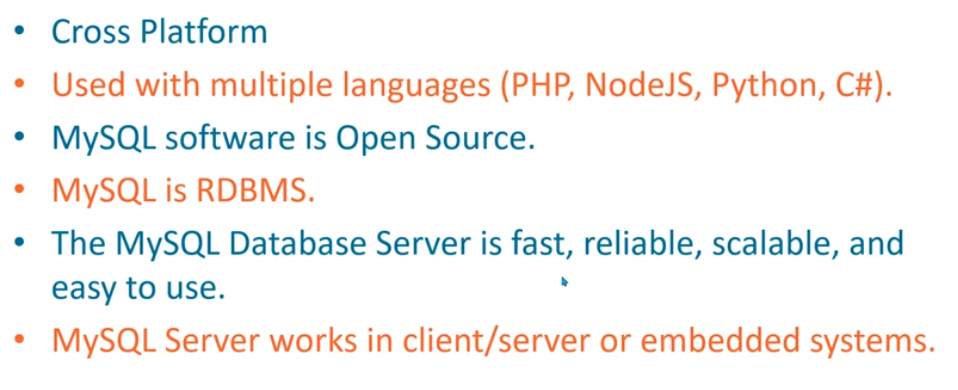 • Cross Platform
• Used with multiple languages (PHP, NodeJS, Python, C#).
• MySQL software is Open Source.
• MySQL is RDBMS.
• The MySQL Database Server is fast, reliable, scalable, and
easy to use.
• MySQL Server works in client/server or embedded systems.